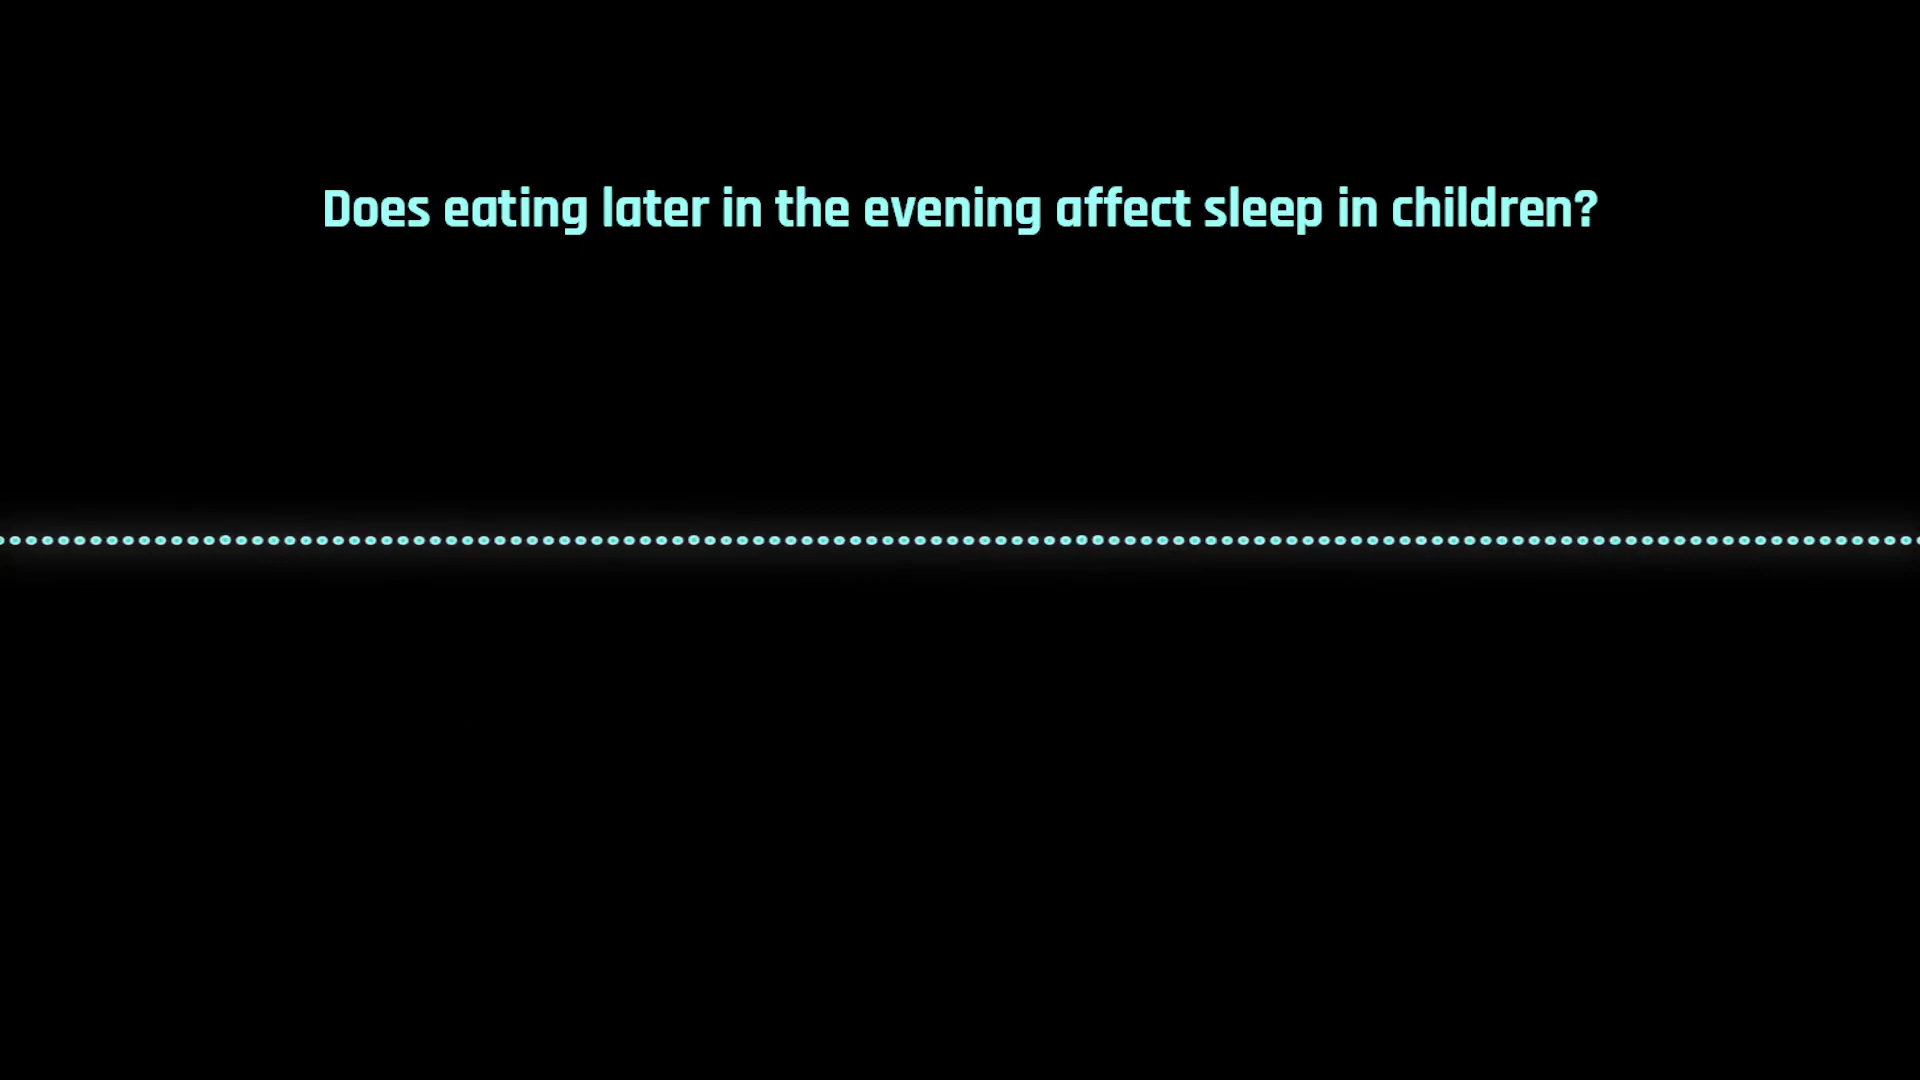 Does eating later in the evening affect sleep in children?